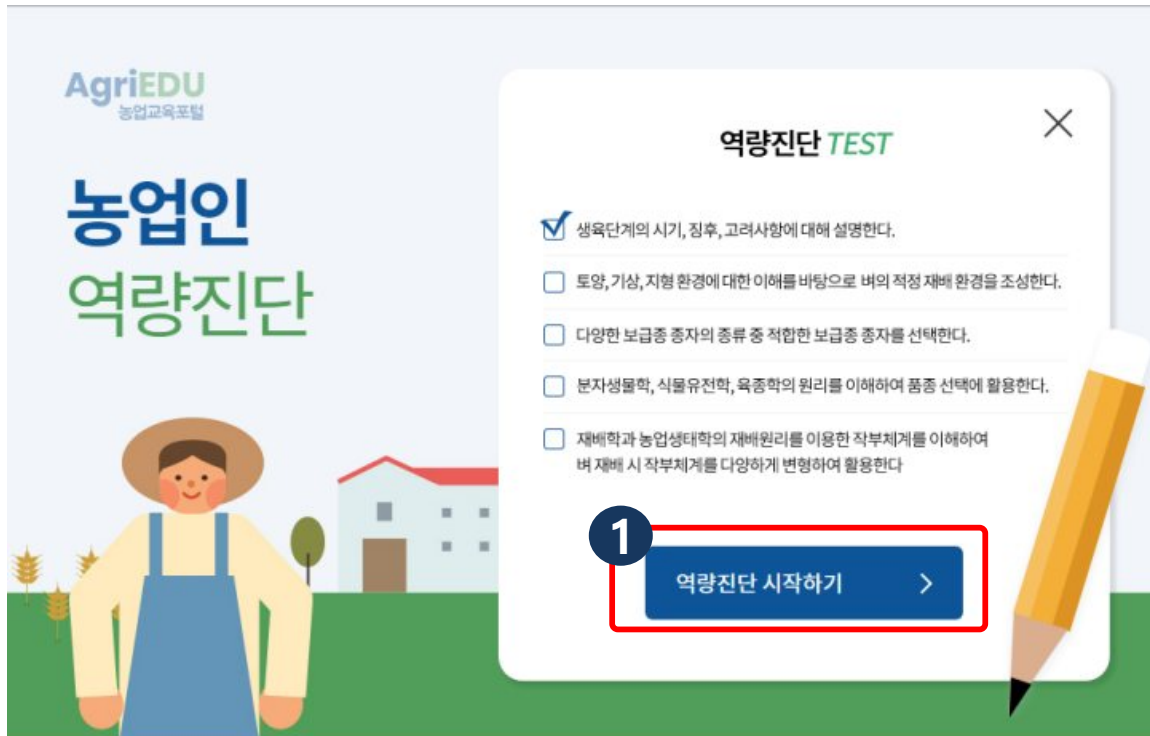 AgriEDU
농업교육포털
농업인
역량진단
역량진단 TEST
생육단계의 시기, 징후, 고려사항에 대해 설명한다.
토양, 기상, 지형 환경에 대한 이해를 바탕으로 벼의 적정 재배 환경을 조성한다.
다양한 보급종 종자의 종류 중 적합한 보급종 종자를 선택한다.
분자생물학, 식물유전학, 육종학의 원리를 이해하여 품종 선택에 활용한다.
재배학과 농업생태학의 재배원리를 이용한 작부체계를 이해하여
벼 재배 시 작부체계를 다양하게 변형하여 활용한다
1
역량진단 시작하기